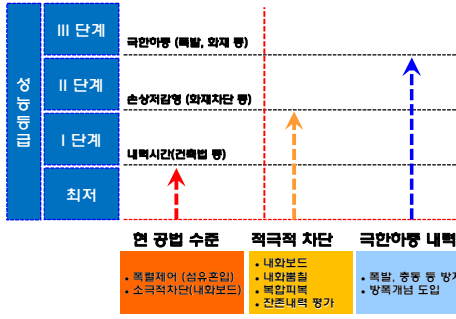 성능등급
III 단계
극한하중 (폭발, 화재 등)
II 단계
손상저감형 (화재차단 등)
I 단계
내력시간(건축법 등)
최저
현 공법 수준
적극적 차단
극한하중 내력
• 폭렬제어 (섬유혼입)
• 소극적차단(내화보드)
• 내화보드
• 내화뿜칠
• 복합피복
• 잔존내력 평가
• 폭발, 충동 등 방지
• 방폭개념 도입